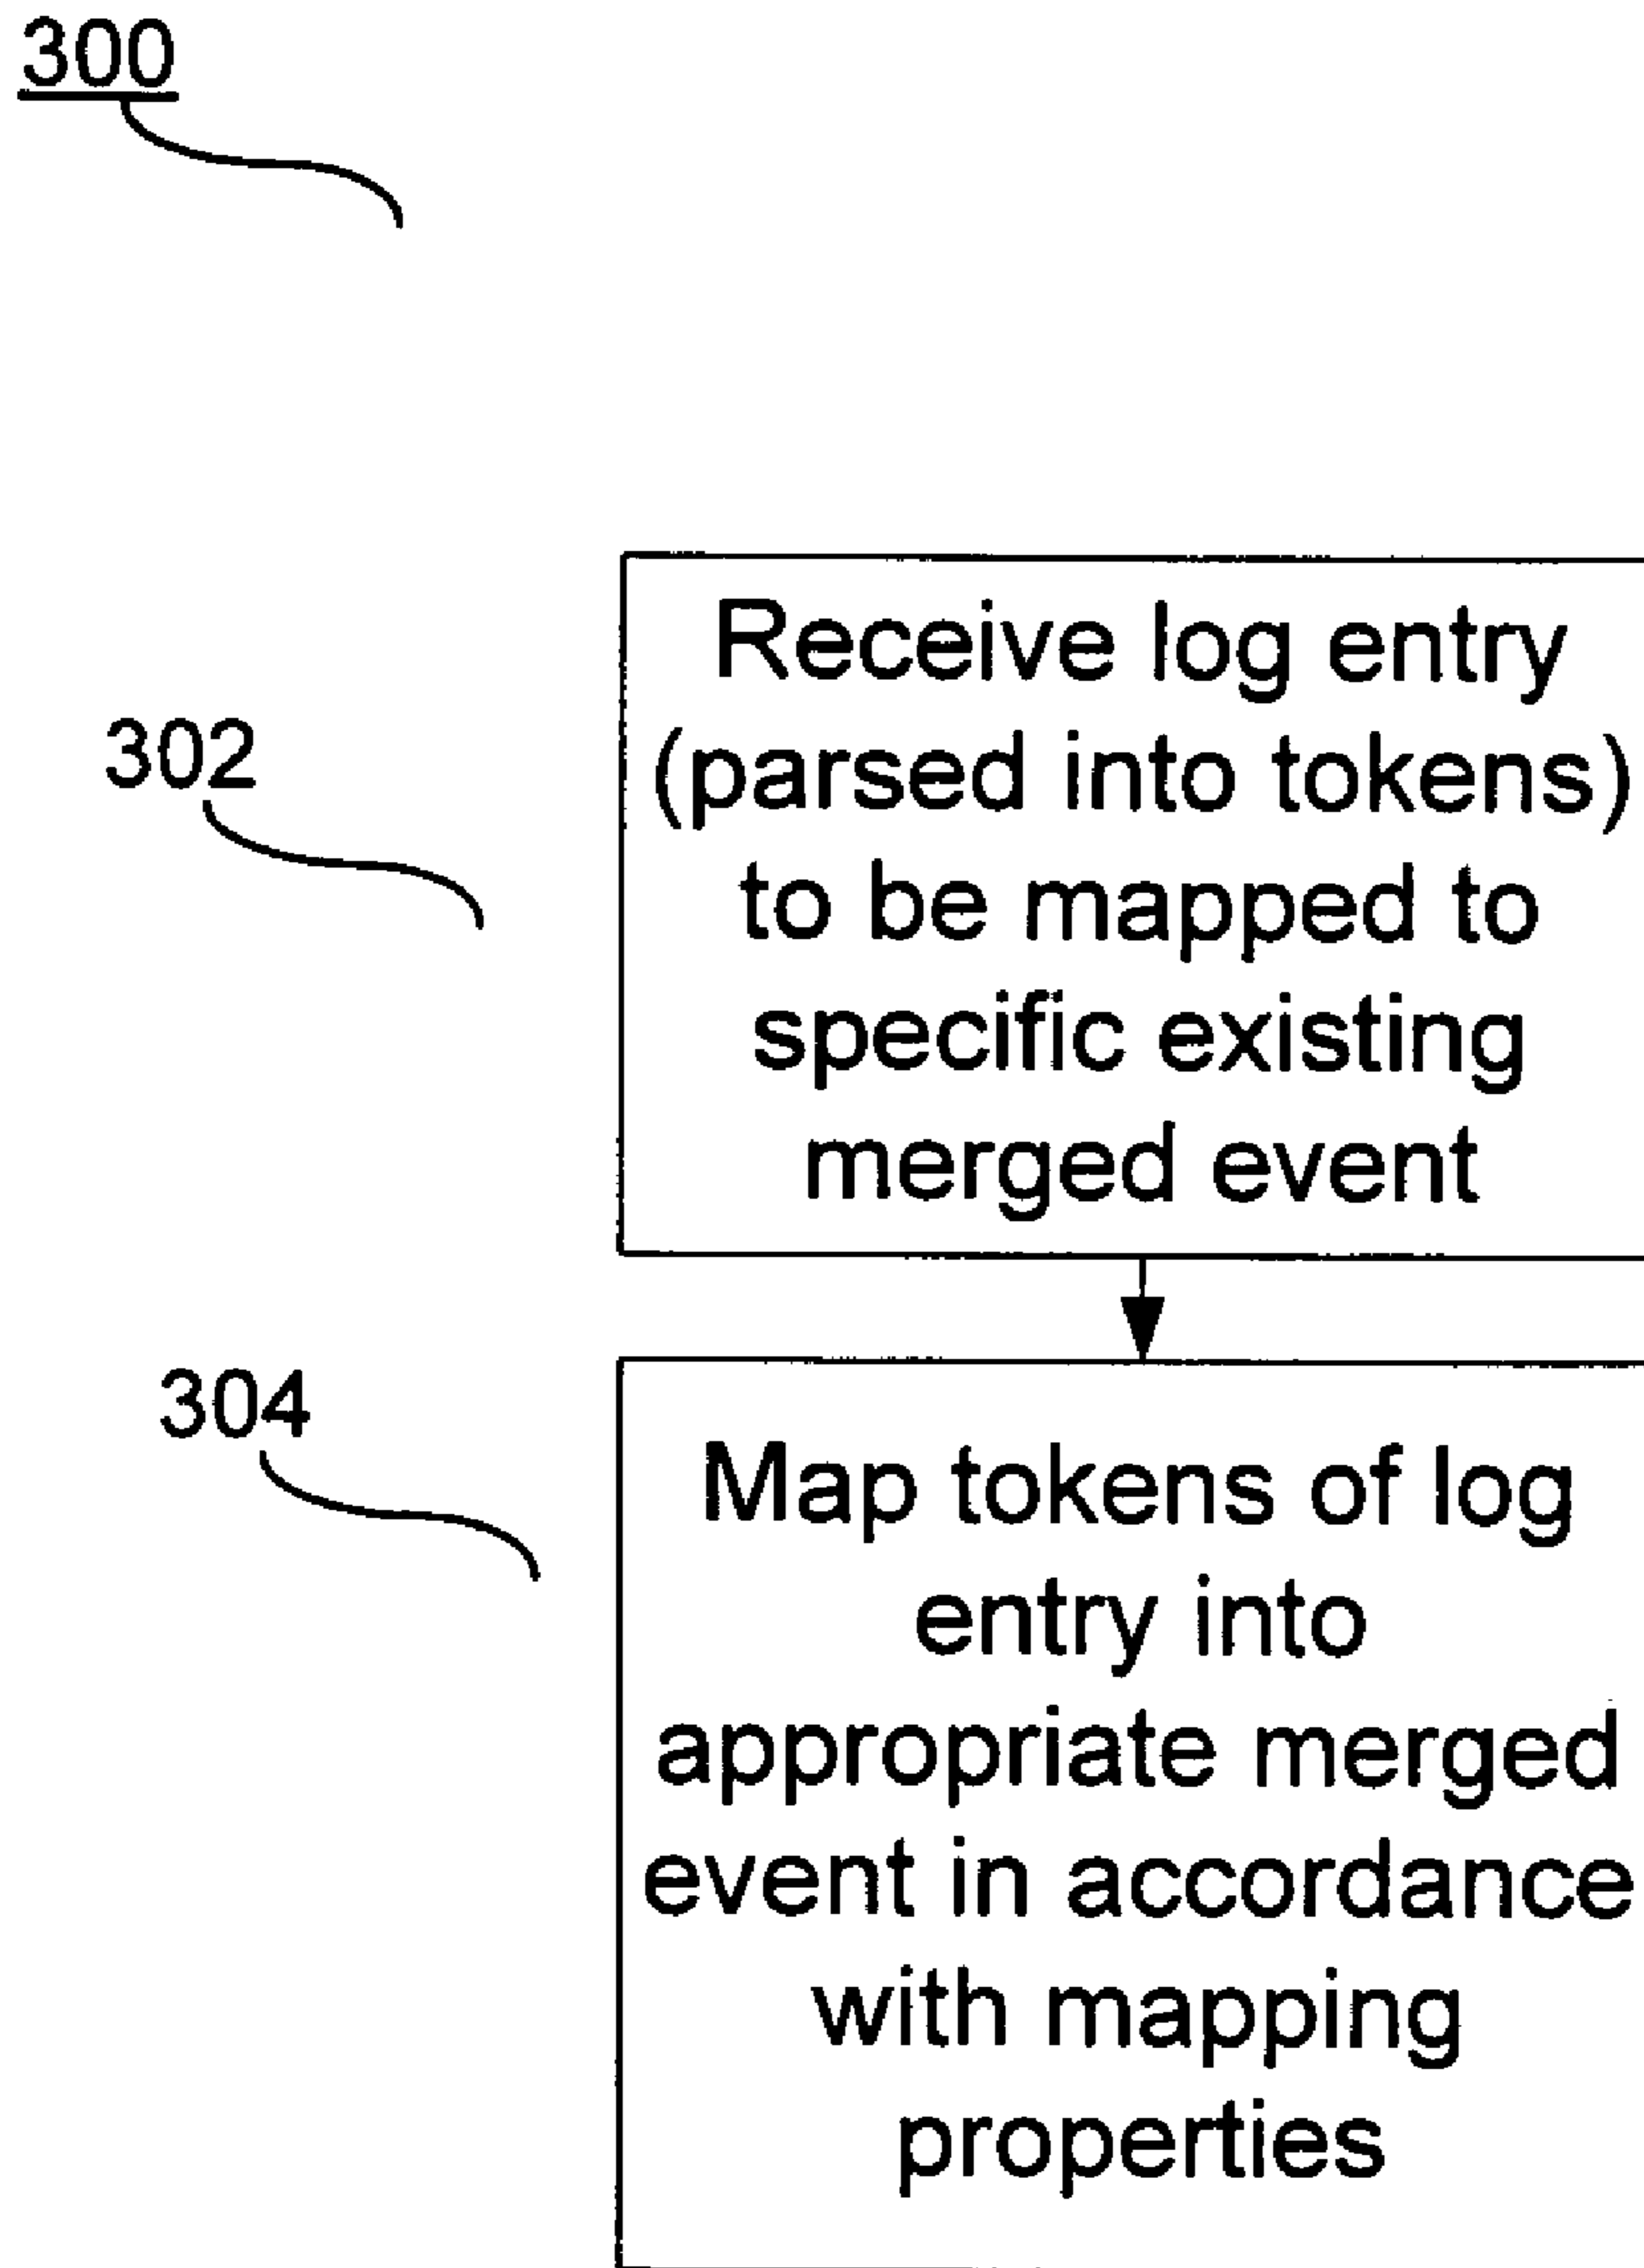 300
302
Receive log entry
(parsed into tokens)
to be mapped to
specific existing
merged event
304
Map tokens of log
entry into
appropriate merged
event in accordance
with mapping
properties